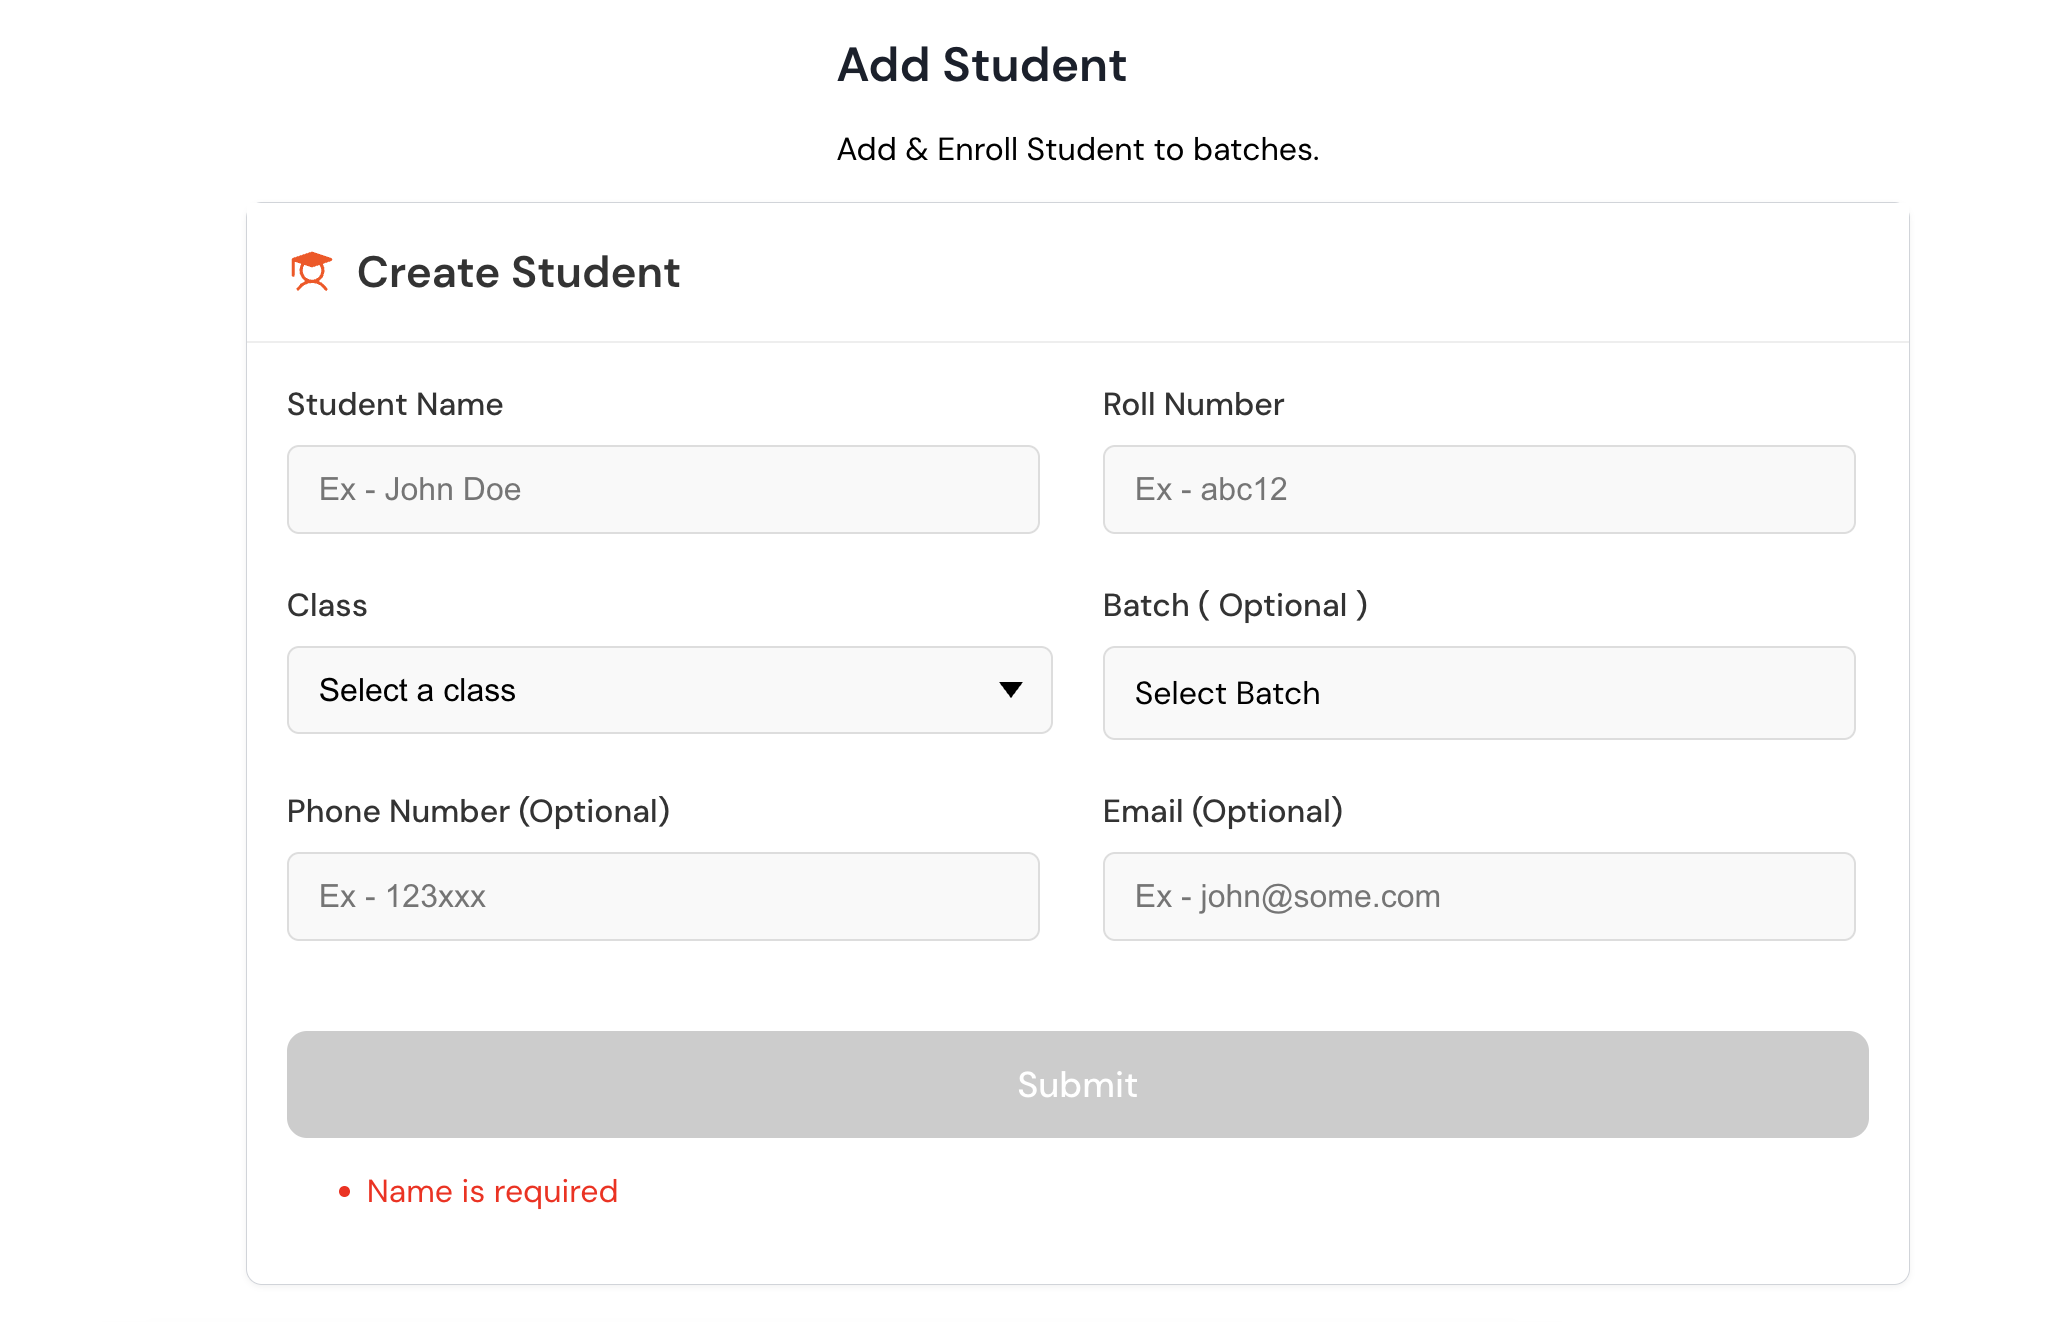 Add Student
Add & Enroll Student to batches.
Create Student
Student Name
Roll Number
Ex - John Doe
Ex - abc12
Class
Batch ( Optional )
Select a class
Select Batch
Phone Number (Optional)
Email (Optional)
Ex - 123xxx
Ex - john@some.com
Submit
Name is required